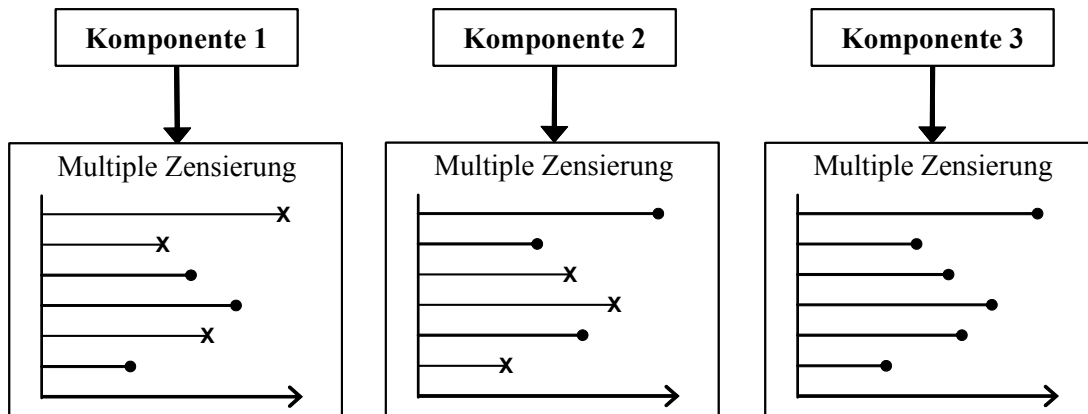 Komponente 1
Komponente 2
Komponente 3
Multiple Zensierung
Multiple Zensierung
Multiple Zensierung
x
x
x
x
x
x